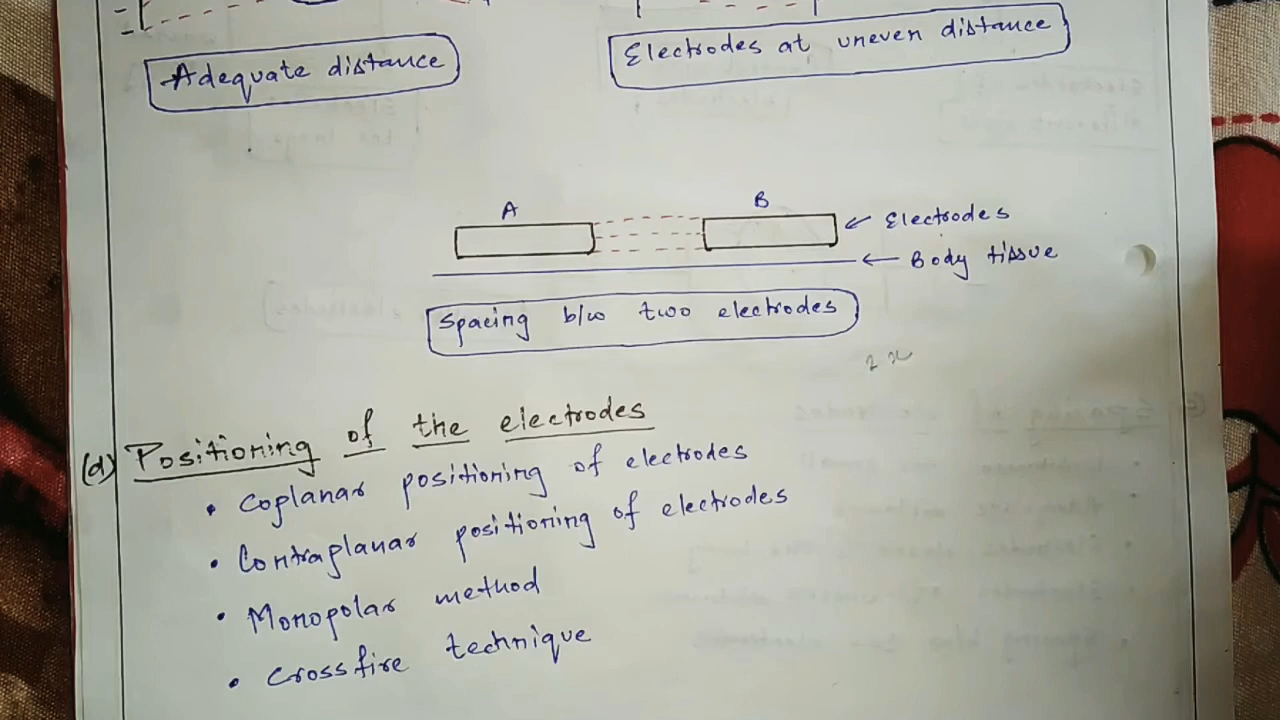 Adequate distance
Electrodes at uneven distance
A
B
Electrodes
Body tissue
Spacing b/w two electrodes
(d) Positioning of the electrodes
• Coplanar positioning of electrodes
• Contraplanar positioning of electrodes
• Monopolar method
• Crossfire technique